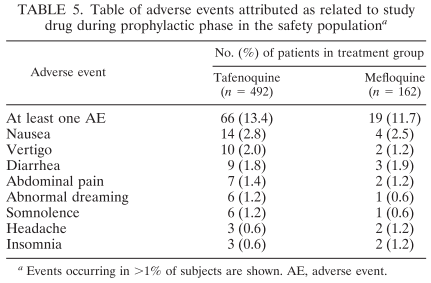 TABLE 5. Table of adverse events attributed as related to study
drug during prophylactic phase in the safety populationa
No. (%) of patients in treatment group
Adverse event
Tafenoquine
(n = 492)
Mefloquine
(n = 162)
At least one AE 66 (13.4) 19 (11.7)
Nausea 14 (2.8) 4 (2.5)
Vertigo 10 (2.0) 2 (1.2)
Diarrhea 9 (1.8) 3 (1.9)
Abdominal pain 7 (1.4) 2 (1.2)
Abnormal dreaming 6 (1.2) 1 (0.6)
Somnolence 6 (1.2) 1 (0.6)
Headache 3 (0.6) 2 (1.2)
Insomnia 3 (0.6) 2 (1.2)
a Events occurring in >1% of subjects are shown. AE, adverse event.